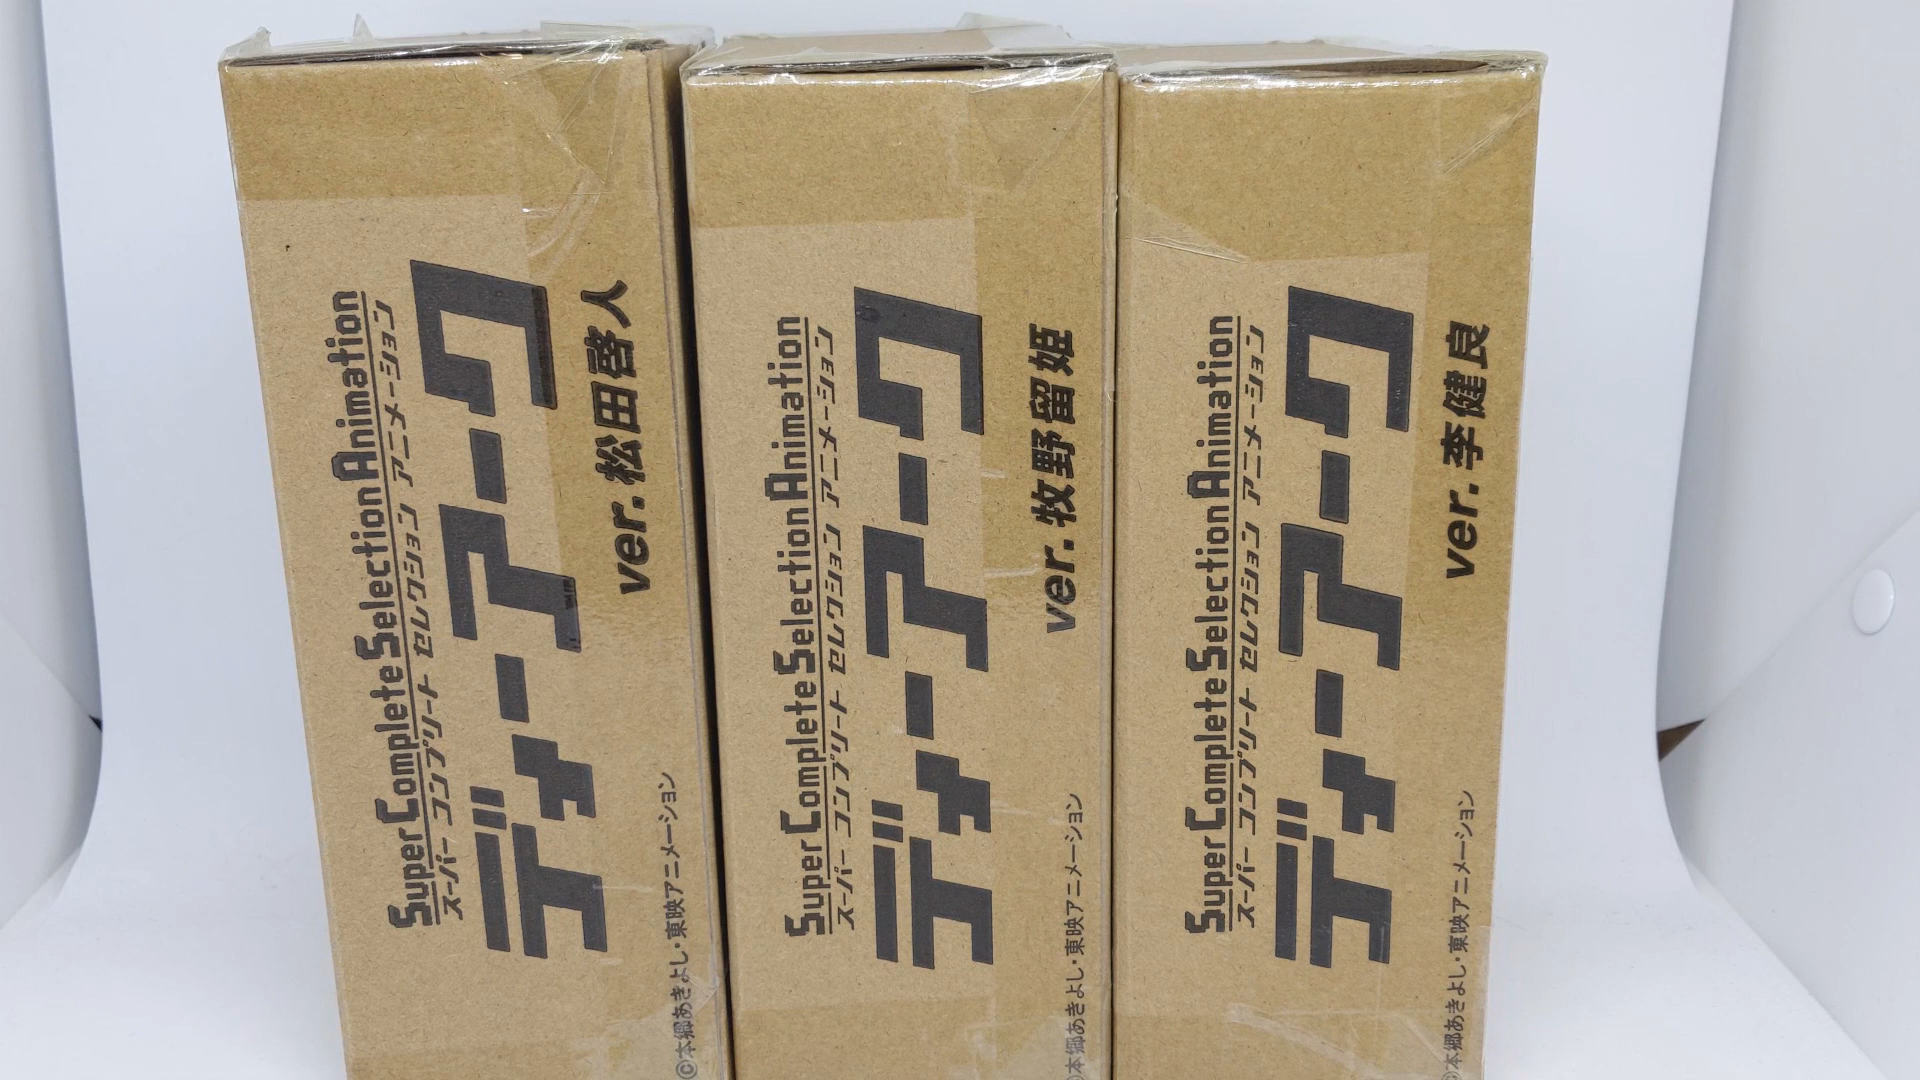 Super Complete Selection Animation
スーパー コンプリート セレクション アニメーション
ディーアーク
ver.松田啓人
©本郷あきよし・東映アニメーション
Super Complete Selection Animation
スーパー コンプリート セレクション アニメーション
ディーアーク
ver.牧野留姫
©本郷あきよし・東映アニメーション
Super Complete Selection Animation
スーパー コンプリート セレクション アニメーション
ディーアーク
ver.李健良
©本郷あきよし・東映アニメーション